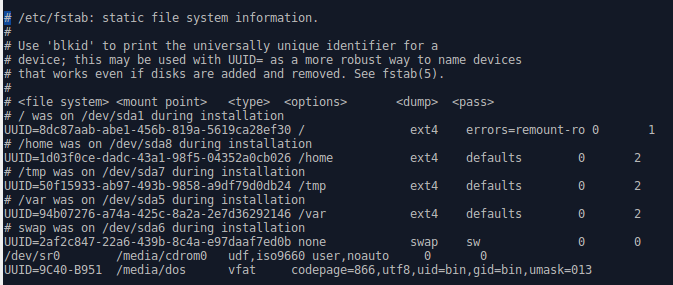 # /etc/fstab: static file system information.
#
# Use 'blkid' to print the universally unique identifier for a
# device; this may be used with UUID= as a more robust way to name devices
# that works even if disks are added and removed. See fstab(5).
#
# <file system> <mount point>   <type>  <options>       <dump>  <pass>
# / was on /dev/sda1 during installation
UUID=8dc87aab-abe1-456b-819a-5619ca28ef30 /               ext4    errors=remount-ro 0       1
# /home was on /dev/sda8 during installation
UUID=1d03f0ce-dadc-43a1-98f5-04352a0cb026 /home           ext4    defaults        0       2
# /tmp was on /dev/sda7 during installation
UUID=50f15933-ab97-493b-9858-a9df79d0db24 /tmp            ext4    defaults        0       2
# /var was on /dev/sda5 during installation
UUID=94b07276-a74a-425c-8a2a-2e7d36292146 /var            ext4    defaults        0       2
# swap was on /dev/sda6 during installation
UUID=2af2c847-22a6-439b-8c4a-e97daaf7ed0b none            swap    sw              0       0
/dev/sr0        /media/cdrom0   udf,iso9660 user,noauto     0       0
UUID=9C40-B951  /media/dos      vfat     codepage=866,utf8,uid=bin,gid=bin,umask=013